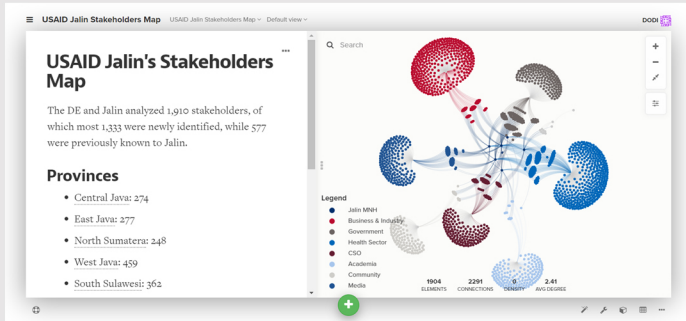 USAID Jalin Stakeholders Map
USAID Jalin Stakeholders Map
Default view
DODI
USAID Jalin's Stakeholders
Map
The DE and Jalin analyzed 1,910 stakeholders, of
which most 1,333 were newly identified, while 577
were previously known to Jalin.
Provinces
• Central Java: 274
• East Java: 277
• North Sumatera: 248
• West Java: 459
• South Sulawesi: 362
Search
Legend
Jalin MNH
Business & Industry
Government
Health Sector
CSO
Academia
Community
Media
1904
ELEMENTS
2291
CONNECTIONS
0
DENSITY
2.41
AVG DEGREE